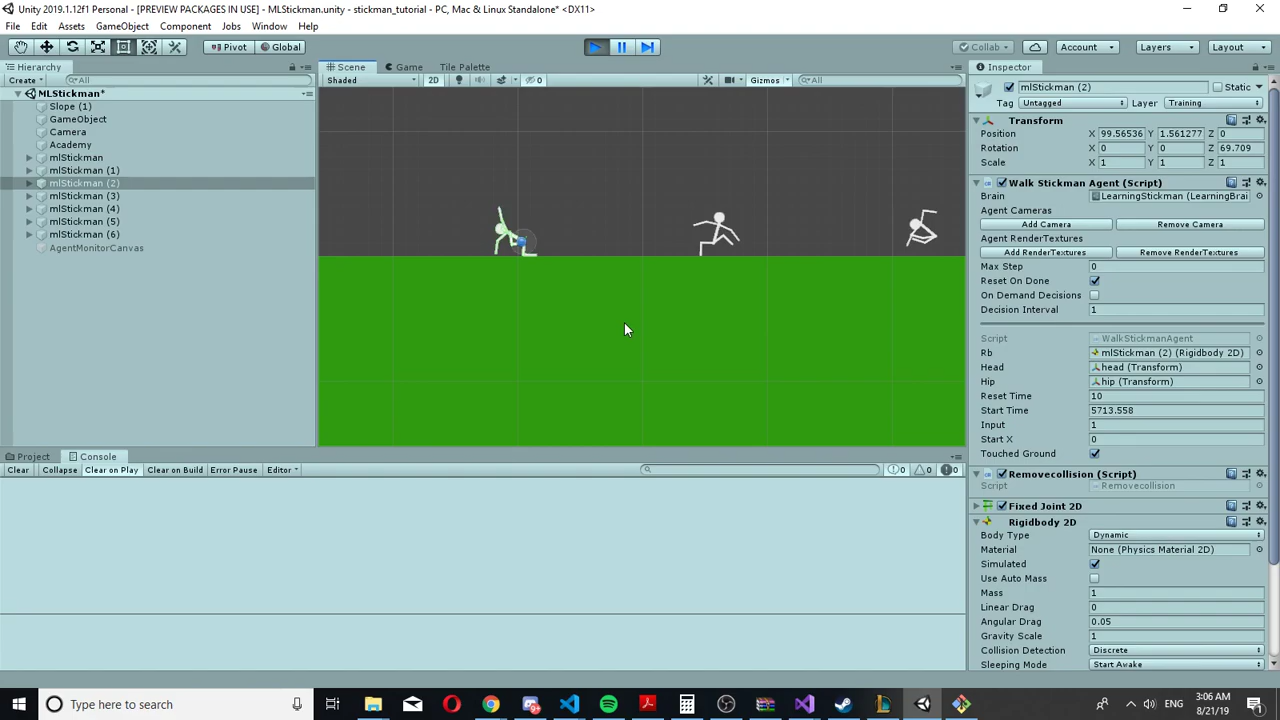 Unity 2019.1.12f1 Personal - [PREVIEW PACKAGES IN USE] - MLStickman.unity - stickman_tutorial - PC, Mac & Linux Standalone* <DX11>
File Edit Assets GameObject Component Jobs Window Help
Pivot Global Collab Account Layers Layout
Hierarchy
Create All
MLStickman*
Slope (1)
GameObject
Camera
Academy
mlStickman
mlStickman (1)
mlStickman (2)
mlStickman (3)
mlStickman (4)
mlStickman (5)
mlStickman (6)
AgentMonitorCanvas
Scene Game Tile Palette
Shaded 2D 0 Gizmos All
Inspector
mlStickman (2) Static
Tag Untagged Layer Training
Transform
Position X 99.56536 Y 1.561277 Z 0
Rotation X 0 Y 0 Z 69.709
Scale X 1 Y 1 Z 1
Walk Stickman Agent (Script)
Brain LearningStickman (LearningBrai
Agent Cameras
Add Camera Remove Camera
Agent RenderTextures
Add RenderTextures Remove RenderTextures
Max Step 0
Reset On Done
On Demand Decisions
Decision Interval 1
Script WalkStickmanAgent
Rb mlStickman (2) (Rigidbody 2D)
Head head (Transform)
Hip hip (Transform)
Reset Time 10
Start Time 5713.558
Input 1
Start X 0
Touched Ground
Removecollision (Script)
Script Removecollision
Fixed Joint 2D
Rigidbody 2D
Body Type Dynamic
Material None (Physics Material 2D)
Simulated
Use Auto Mass
Mass 1
Linear Drag 0
Angular Drag 0.05
Gravity Scale 1
Collision Detection Discrete
Sleeping Mode Start Awake
Project Console
Clear Collapse Clear on Play Clear on Build Error Pause Editor 0 0 0
Type here to search
3:06 AM
8/21/19